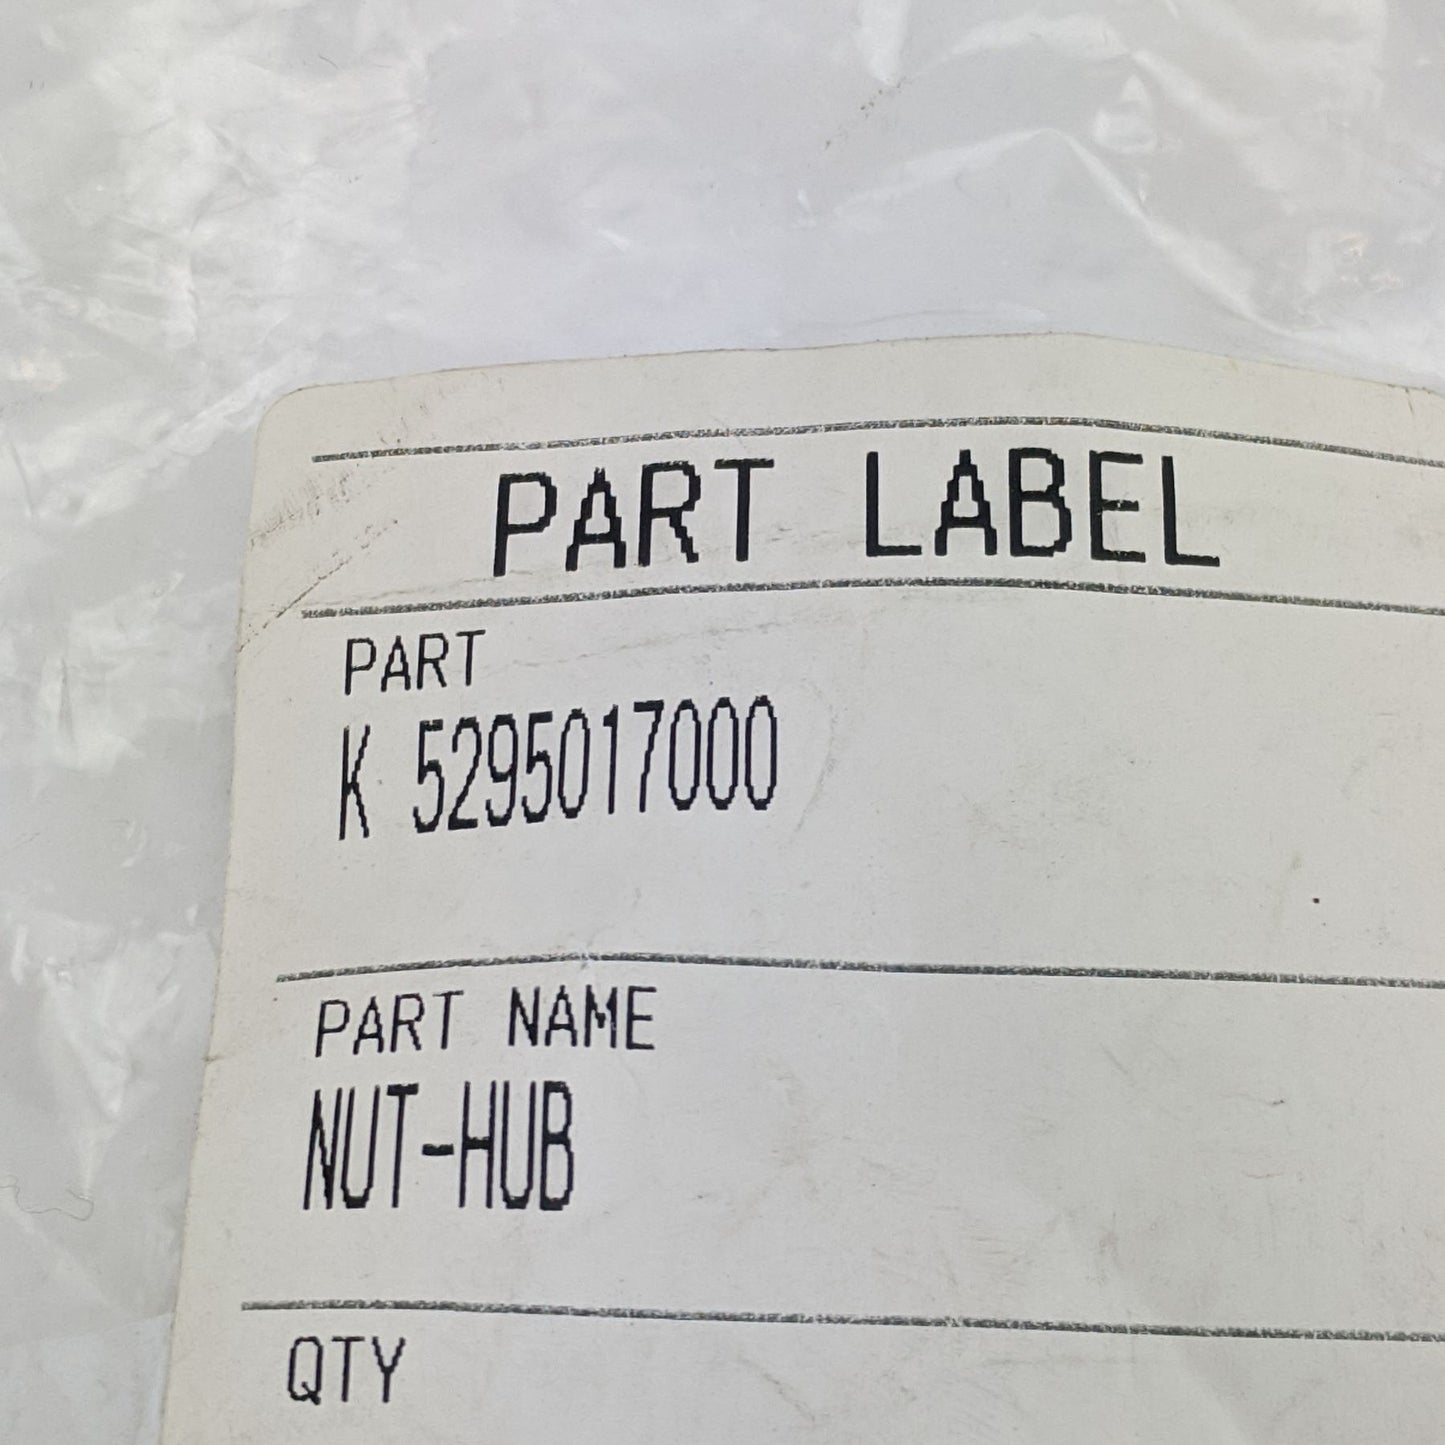 PART LABEL
PART
K 5295017000
PART NAME
NUT-HUB
QTY